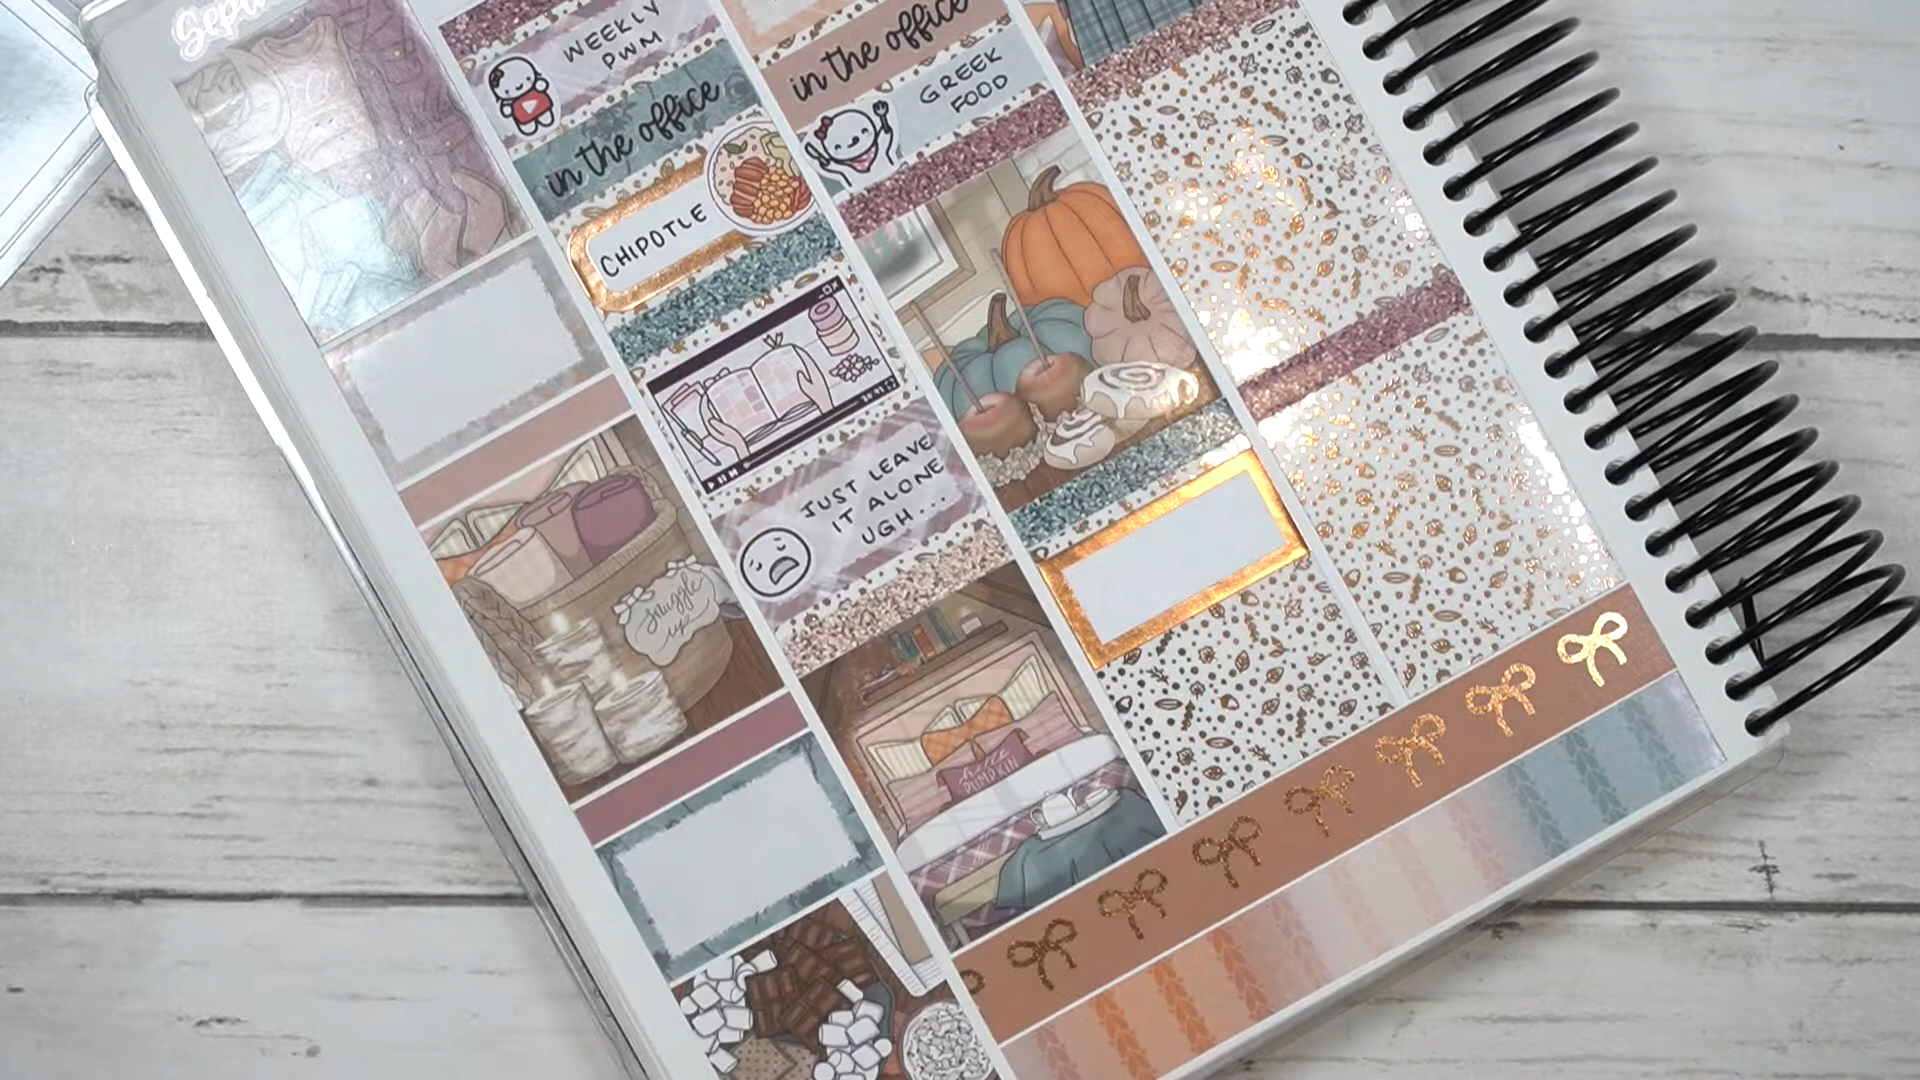 WEEKLY
PWM
in the office
CHIPOTLE
JUST LEAVE
IT ALONE
UGH...
in the office
GREEK
FOOD
Snuggle
up
hello
PUMPKIN